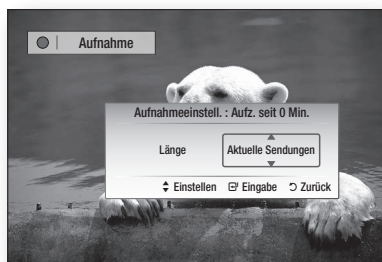 Aufnahme
Aufnahmeeinstell. : Aufz. seit 0 Min.
Länge Aktuelle Sendungen
Einstellen Eingabe Zurück